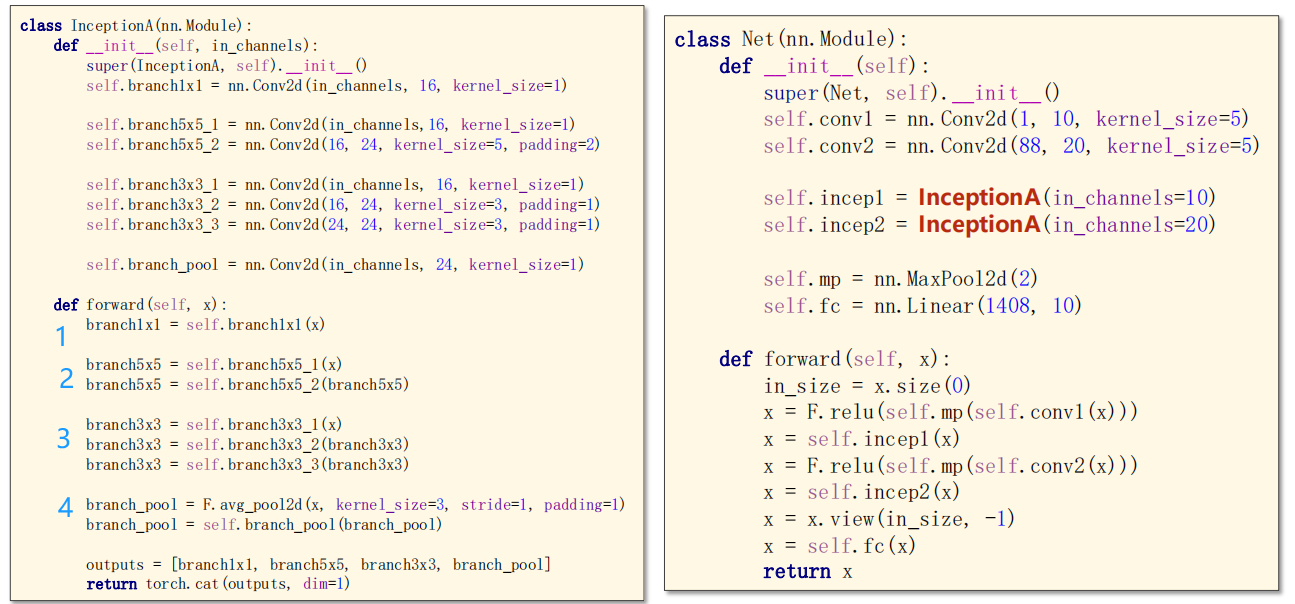 class InceptionA(nn.Module):
    def __init__(self, in_channels):
        super(InceptionA, self).__init__()
        self.branch1x1 = nn.Conv2d(in_channels, 16, kernel_size=1)

        self.branch5x5_1 = nn.Conv2d(in_channels,16, kernel_size=1)
        self.branch5x5_2 = nn.Conv2d(16, 24, kernel_size=5, padding=2)

        self.branch3x3_1 = nn.Conv2d(in_channels, 16, kernel_size=1)
        self.branch3x3_2 = nn.Conv2d(16, 24, kernel_size=3, padding=1)
        self.branch3x3_3 = nn.Conv2d(24, 24, kernel_size=3, padding=1)

        self.branch_pool = nn.Conv2d(in_channels, 24, kernel_size=1)

    def forward(self, x):
        branch1x1 = self.branch1x1(x)
1

        branch5x5 = self.branch5x5_1(x)
2
        branch5x5 = self.branch5x5_2(branch5x5)

        branch3x3 = self.branch3x3_1(x)
3
        branch3x3 = self.branch3x3_2(branch3x3)
        branch3x3 = self.branch3x3_3(branch3x3)

4
        branch_pool = F.avg_pool2d(x, kernel_size=3, stride=1, padding=1)
        branch_pool = self.branch_pool(branch_pool)

        outputs = [branch1x1, branch5x5, branch3x3, branch_pool]
        return torch.cat(outputs, dim=1)

class Net(nn.Module):
    def __init__(self):
        super(Net, self).__init__()
        self.conv1 = nn.Conv2d(1, 10, kernel_size=5)
        self.conv2 = nn.Conv2d(88, 20, kernel_size=5)

        self.incep1 = InceptionA(in_channels=10)
        self.incep2 = InceptionA(in_channels=20)

        self.mp = nn.MaxPool2d(2)
        self.fc = nn.Linear(1408, 10)

    def forward(self, x):
        in_size = x.size(0)
        x = F.relu(self.mp(self.conv1(x)))
        x = self.incep1(x)
        x = F.relu(self.mp(self.conv2(x)))
        x = self.incep2(x)
        x = x.view(in_size, -1)
        x = self.fc(x)
        return x